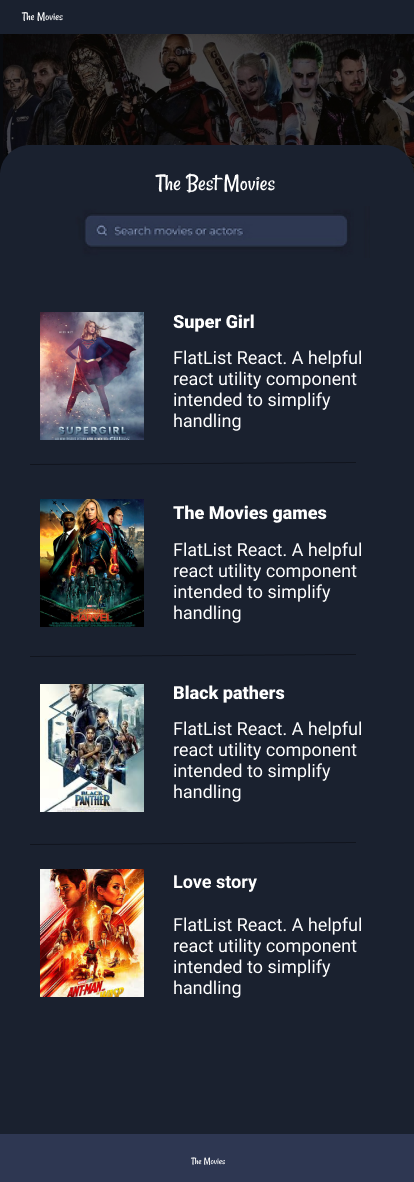 The Movies
The Best Movies
Search movies or actors
Super Girl
FlatList React. A helpful
react utility component
intended to simplify
handling
SUPERGIRL
The Movies games
FlatList React. A helpful
react utility component
intended to simplify
handling
MARVEL
Black pathers
FlatList React. A helpful
react utility component
intended to simplify
handling
BLACK
PANTHER
Love story
FlatList React. A helpful
react utility component
intended to simplify
handling
ANT-MAN
The Movies